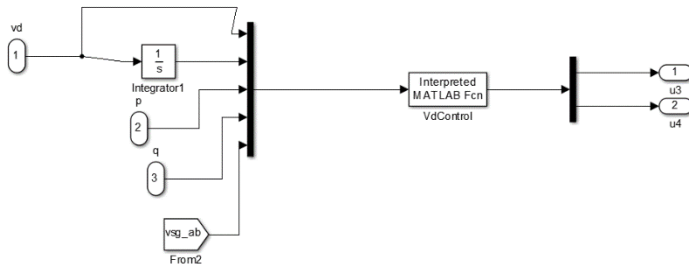 vd
1
1
s
Integrator1
p
2
q
3
vsg_ab
From2
Interpreted
MATLAB Fcn
VdControl
1
u3
2
u4